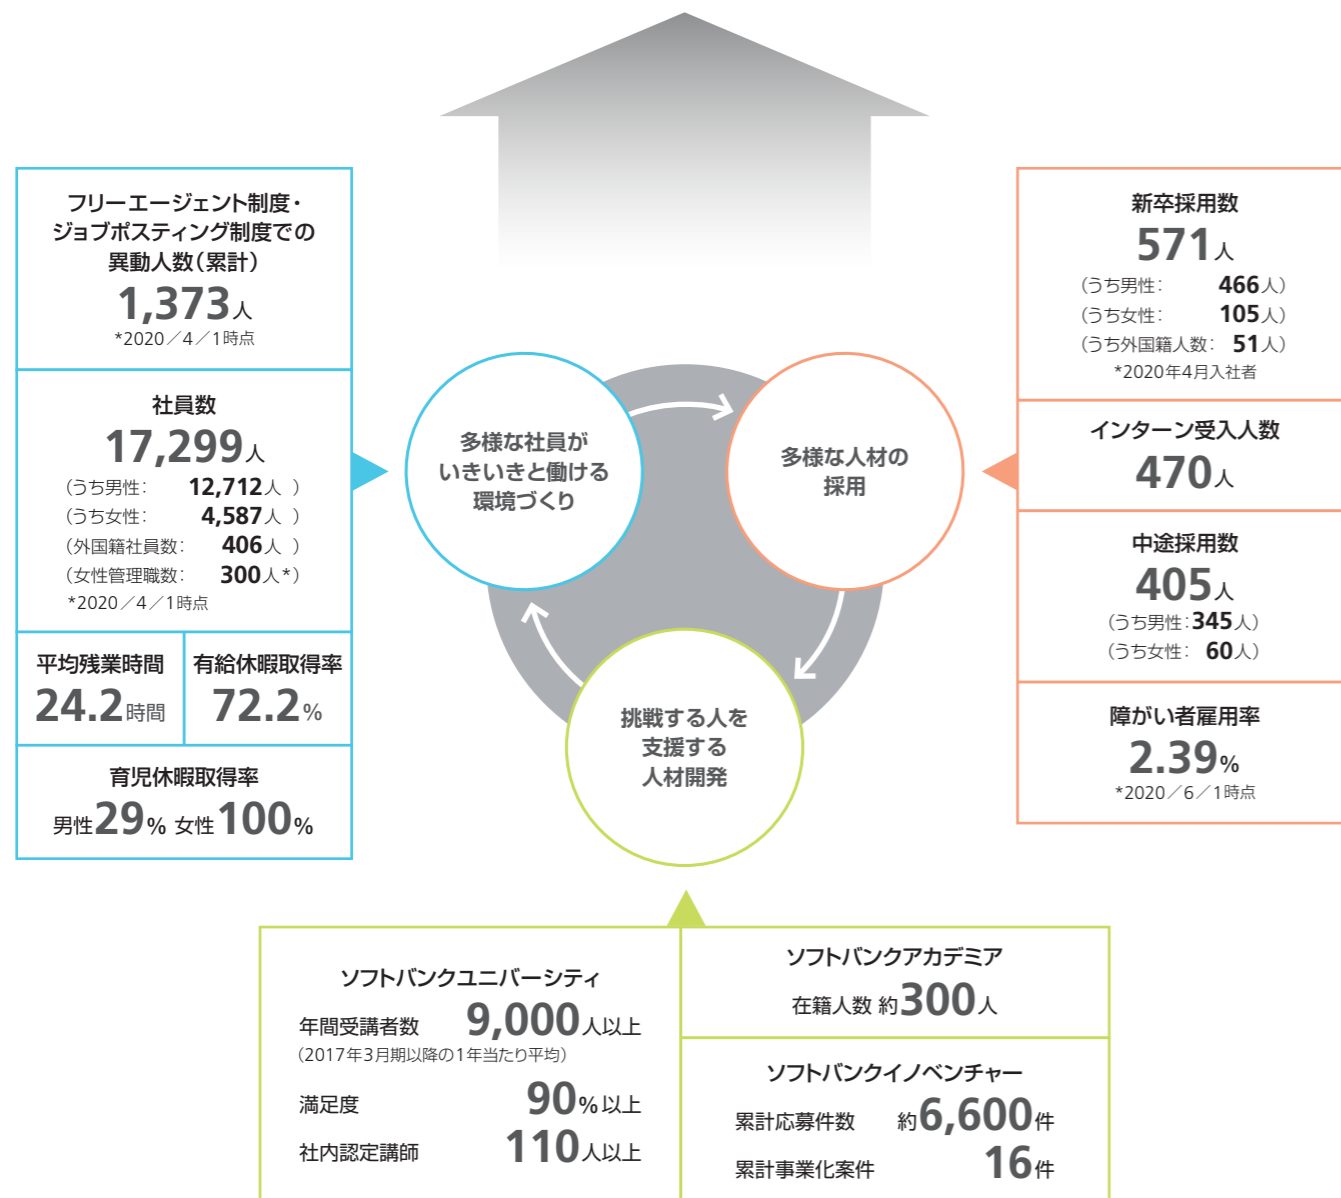 フリーエージェント制度・
ジョブポスティング制度での
異動人数（累計）
1,373人
*2020／4／1時点
社員数
17,299人
（うち男性： 12,712人 ）
（うち女性： 4,587人 ）
（外国籍社員数： 406人 ）
（女性管理職数： 300人*）
*2020／4／1時点
平均残業時間
24.2時間
有給休暇取得率
72.2%
育児休暇取得率
男性29% 女性100%
多様な社員が
いきいきと働ける
環境づくり
多様な人材の
採用
挑戦する人を
支援する
人材開発
新卒採用数
571人
（うち男性： 466人）
（うち女性： 105人）
（うち外国籍人数： 51人）
*2020年4月入社者
インターン受入人数
470人
中途採用数
405人
（うち男性：345人）
（うち女性： 60人）
障がい者雇用率
2.39%
*2020／6／1時点
ソフトバンクユニバーシティ
年間受講者数 9,000人以上
（2017年3月期以降の1年当たり平均）
満足度 90%以上
社内認定講師 110人以上
ソフトバンクアカデミア
在籍人数 約300人
ソフトバンクイノベンチャー
累計応募件数 約6,600件
累計事業化案件 16件